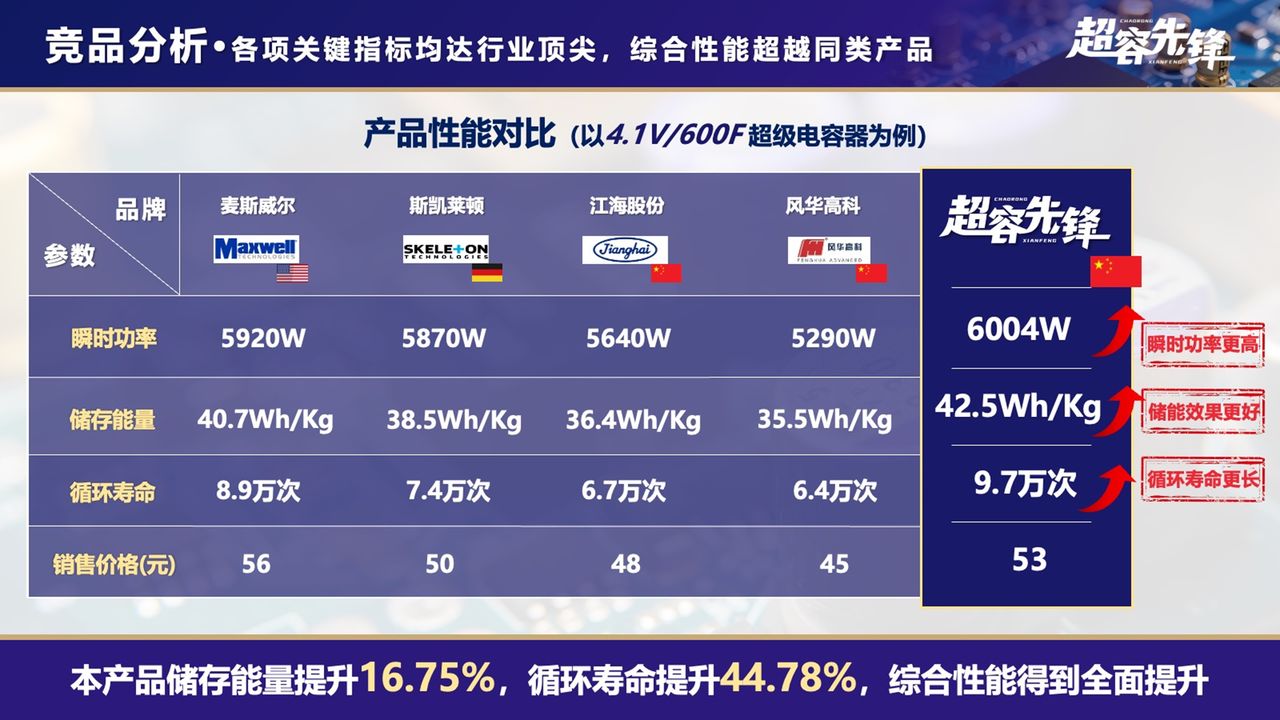 竞品分析•各项关键指标均达行业顶尖，综合性能超越同类产品
CHAORONG
超容先锋
XIANFENG
产品性能对比（以4.1V/600F超级电容器为例）
品牌
参数
麦斯威尔
Maxwell
TECHNOLOGIES
斯凯莱顿
SKELETON
TECHNOLOGIES
江海股份
Jianghai
风华高科
风华高科
FENGHUA ADVANCED
CHAORONG
超容先锋
XIANFENG
瞬时功率 5920W 5870W 5640W 5290W 6004W 瞬时功率更高
储存能量 40.7Wh/Kg 38.5Wh/Kg 36.4Wh/Kg 35.5Wh/Kg 42.5Wh/Kg 储能效果更好
循环寿命 8.9万次 7.4万次 6.7万次 6.4万次 9.7万次 循环寿命更长
销售价格(元) 56 50 48 45 53
本产品储存能量提升16.75%，循环寿命提升44.78%，综合性能得到全面提升